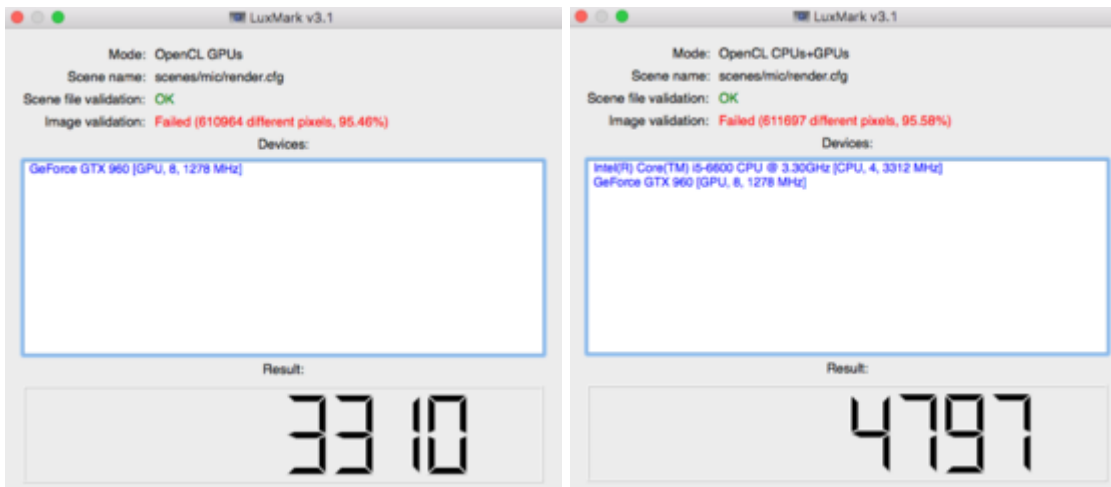 LuxMark v3.1
Mode: OpenCL GPUs
Scene name: scenes/mic/render.cfg
Scene file validation: OK
Image validation: Failed (610964 different pixels, 95.46%)
Devices:
GeForce GTX 960 [GPU, 8, 1278 MHz]
Result:
3310
LuxMark v3.1
Mode: OpenCL CPUs+GPUs
Scene name: scenes/mic/render.cfg
Scene file validation: OK
Image validation: Failed (611697 different pixels, 95.58%)
Devices:
Intel(R) Core(TM) i5-6600 CPU @ 3.30GHz [CPU, 4, 3312 MHz]
GeForce GTX 960 [GPU, 8, 1278 MHz]
Result:
4797